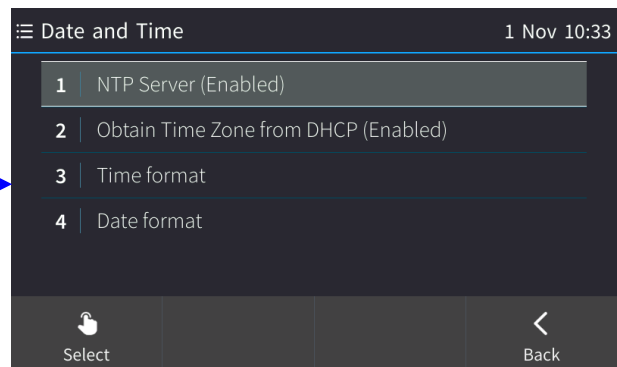 Date and Time 1 Nov 10:33
1 NTP Server (Enabled)
2 Obtain Time Zone from DHCP (Enabled)
3 Time format
4 Date format
Select Back